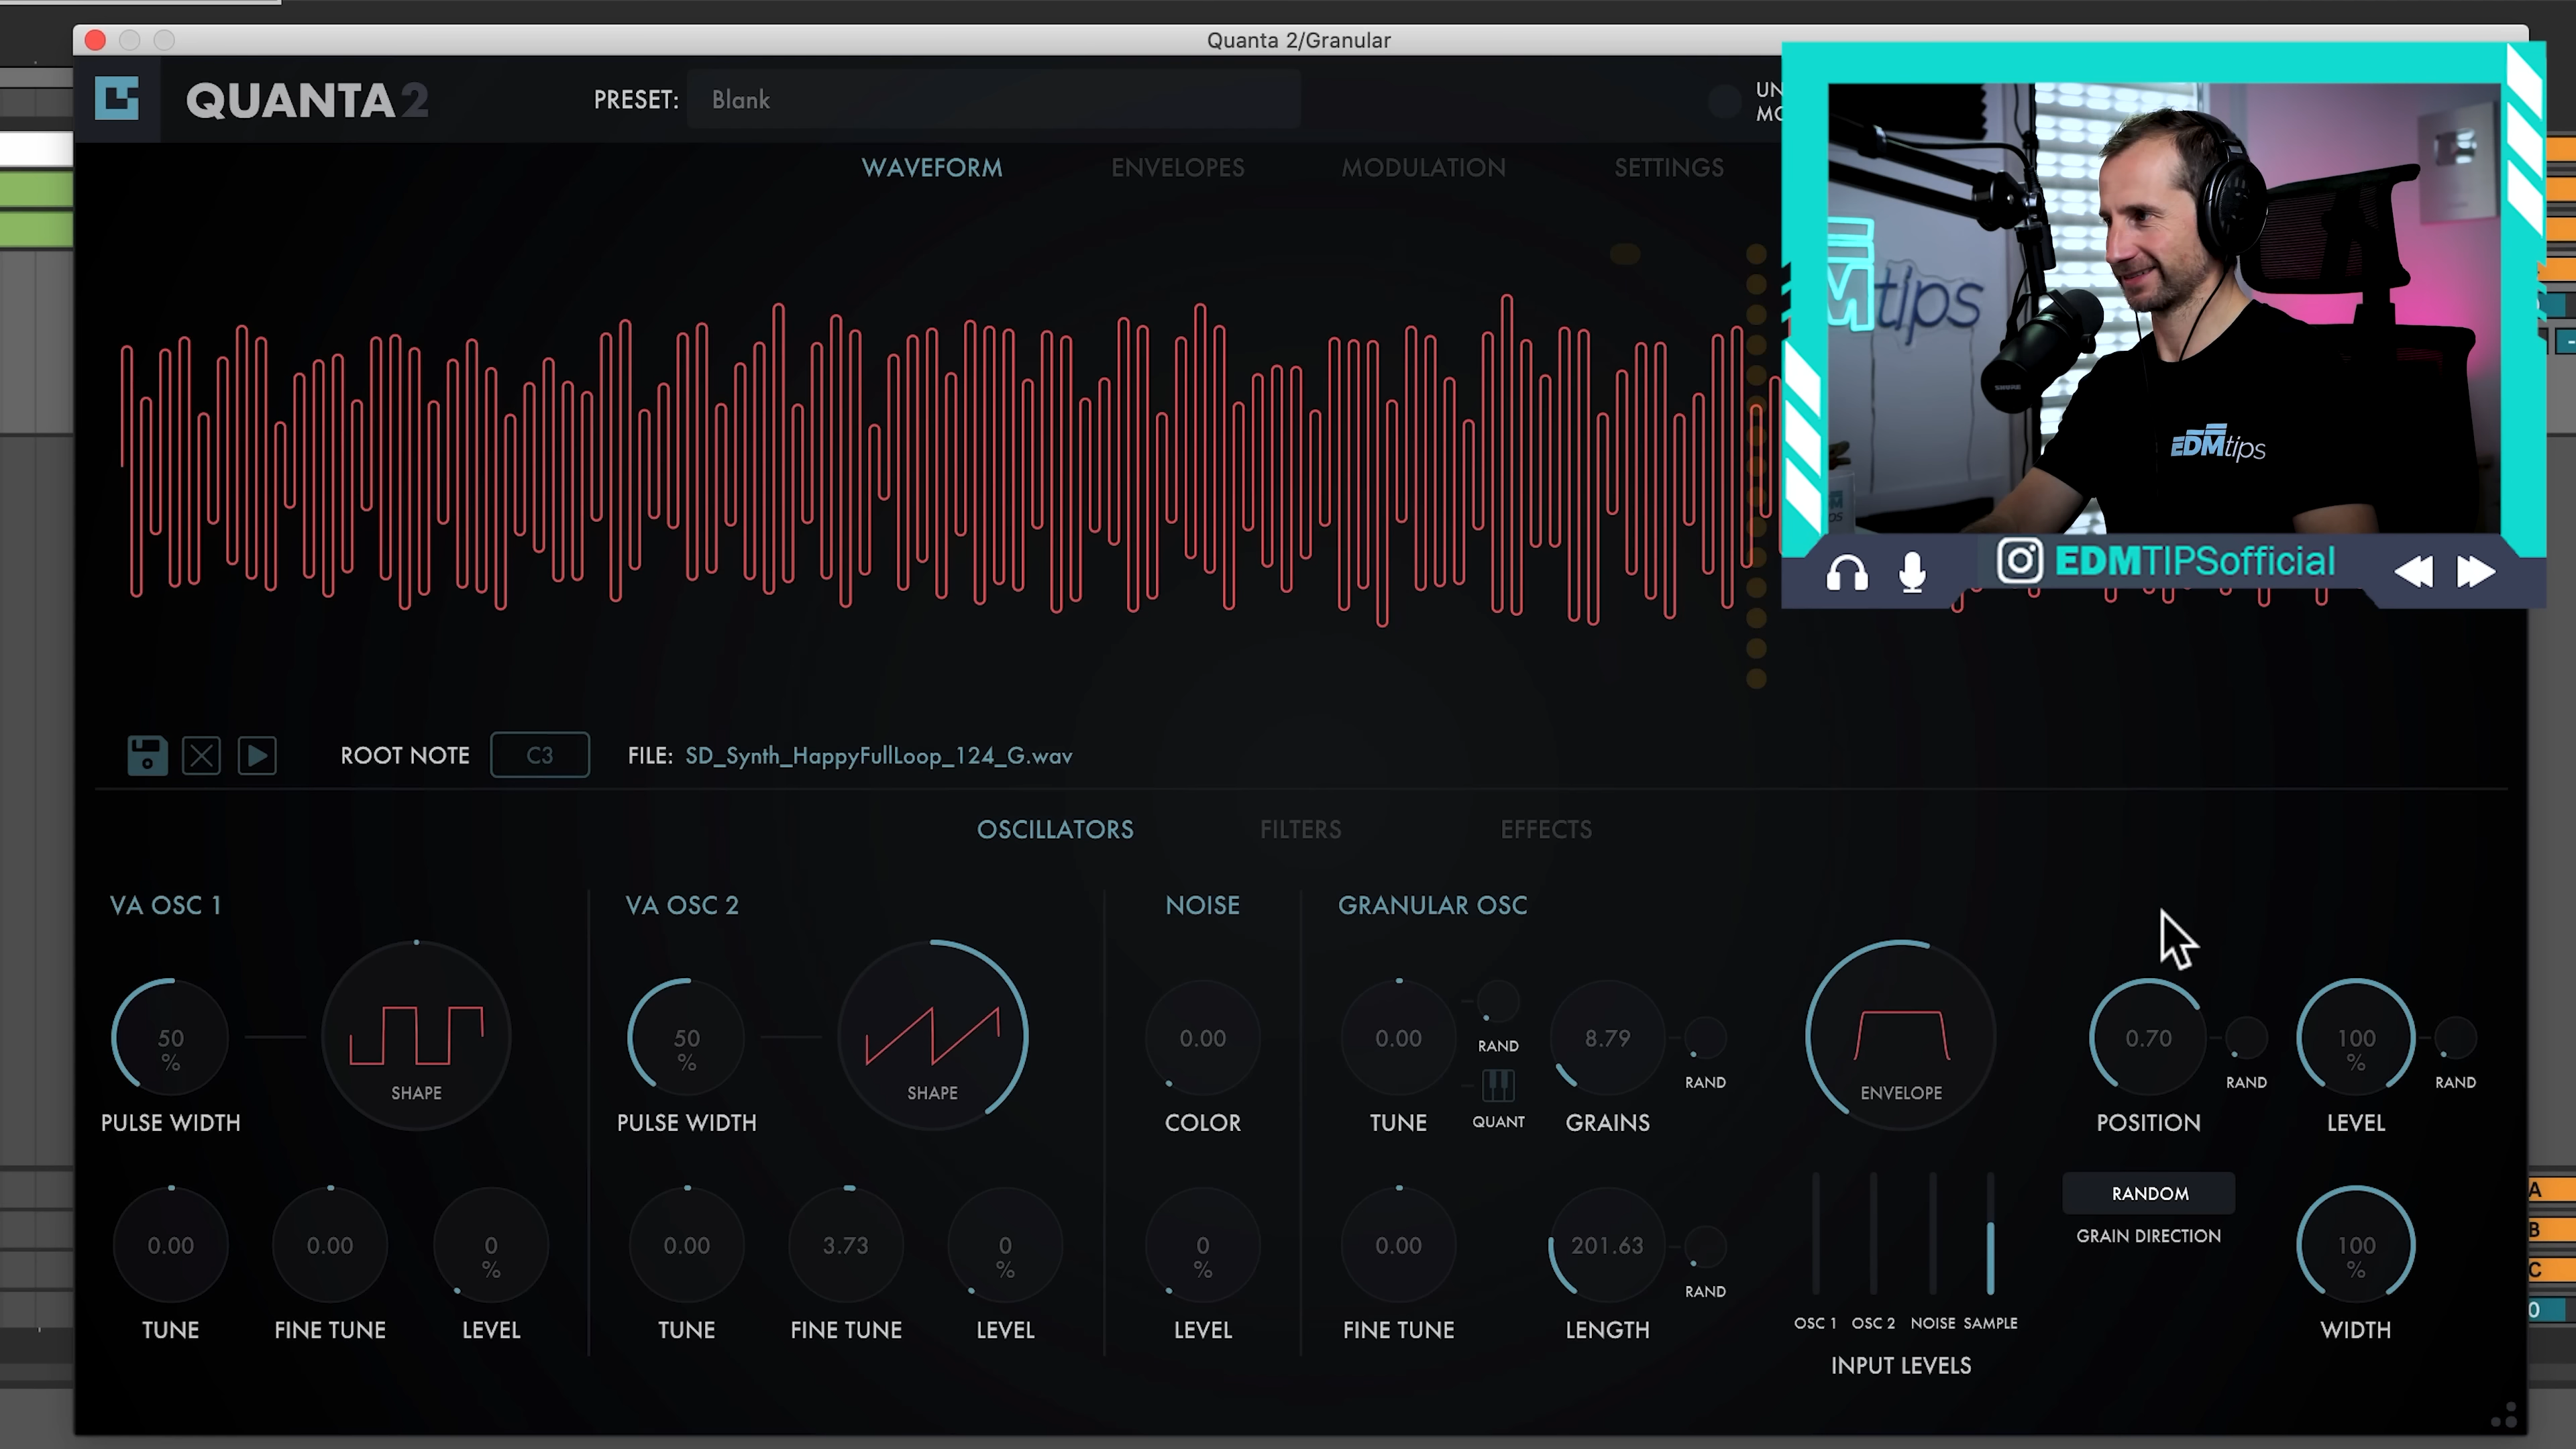 Quanta 2/Granular
QUANTA 2
PRESET: Blank
UN
MO
WAVEFORM ENVELOPES MODULATION SETTINGS
tips
SHURE
EDMtips
EDMTIPSofficial
ROOT NOTE C3 FILE: SD_Synth_HappyFullLoop_124_G.wav
OSCILLATORS FILTERS EFFECTS
VA OSC 1 VA OSC 2 NOISE GRANULAR OSC
50 % SHAPE 50 % SHAPE 0.00 0.00 RAND QUANT 8.79 RAND ENVELOPE 0.70 RAND 100 % RAND
PULSE WIDTH PULSE WIDTH COLOR TUNE GRAINS POSITION LEVEL
RANDOM
GRAIN DIRECTION
0.00 0.00 0 % 0.00 3.73 0 % 0 % 0.00 201.63 RAND 100 %
OSC 1 OSC 2 NOISE SAMPLE
TUNE FINE TUNE LEVEL TUNE FINE TUNE LEVEL LEVEL FINE TUNE LENGTH WIDTH
INPUT LEVELS
A
B
C
0